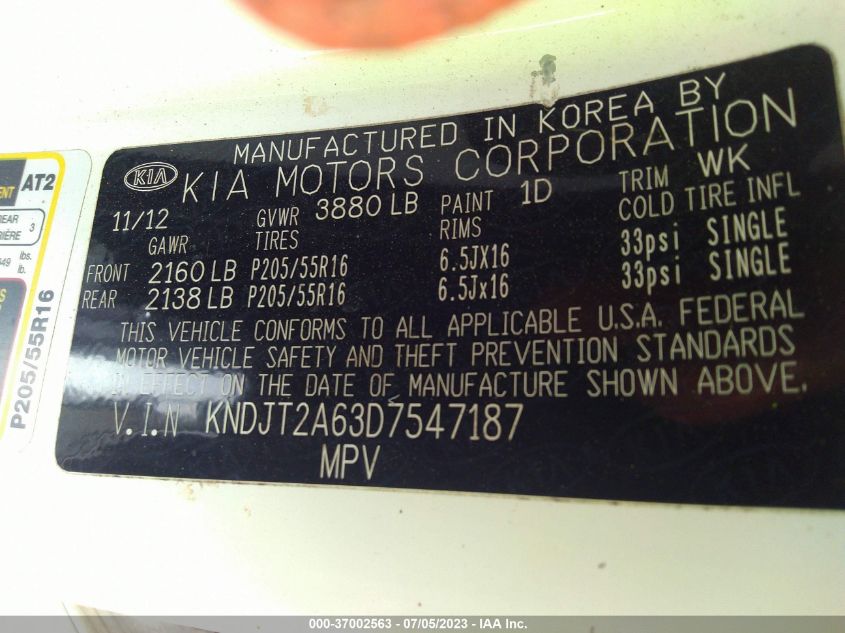 MANUFACTURED IN KOREA BY
KIA KIA MOTORS CORPORATION
11/12 GVWR 3880 LB PAINT 1D TRIM WK
GAWR TIRES RIMS COLD TIRE INFL
FRONT 2160 LB P205/55R16 6.5JX16 33psi SINGLE
REAR 2138 LB P205/55R16 6.5Jx16 33psi SINGLE
THIS VEHICLE CONFORMS TO ALL APPLICABLE U.S.A. FEDERAL
MOTOR VEHICLE SAFETY AND THEFT PREVENTION STANDARDS
IN EFFECT ON THE DATE OF MANUFACTURE SHOWN ABOVE.
V.I.N KNDJT2A63D7547187
MPV
AT2
3
lbs.
lb.
P205/55R16
000-37002563 - 07/05/2023 - IAA Inc.